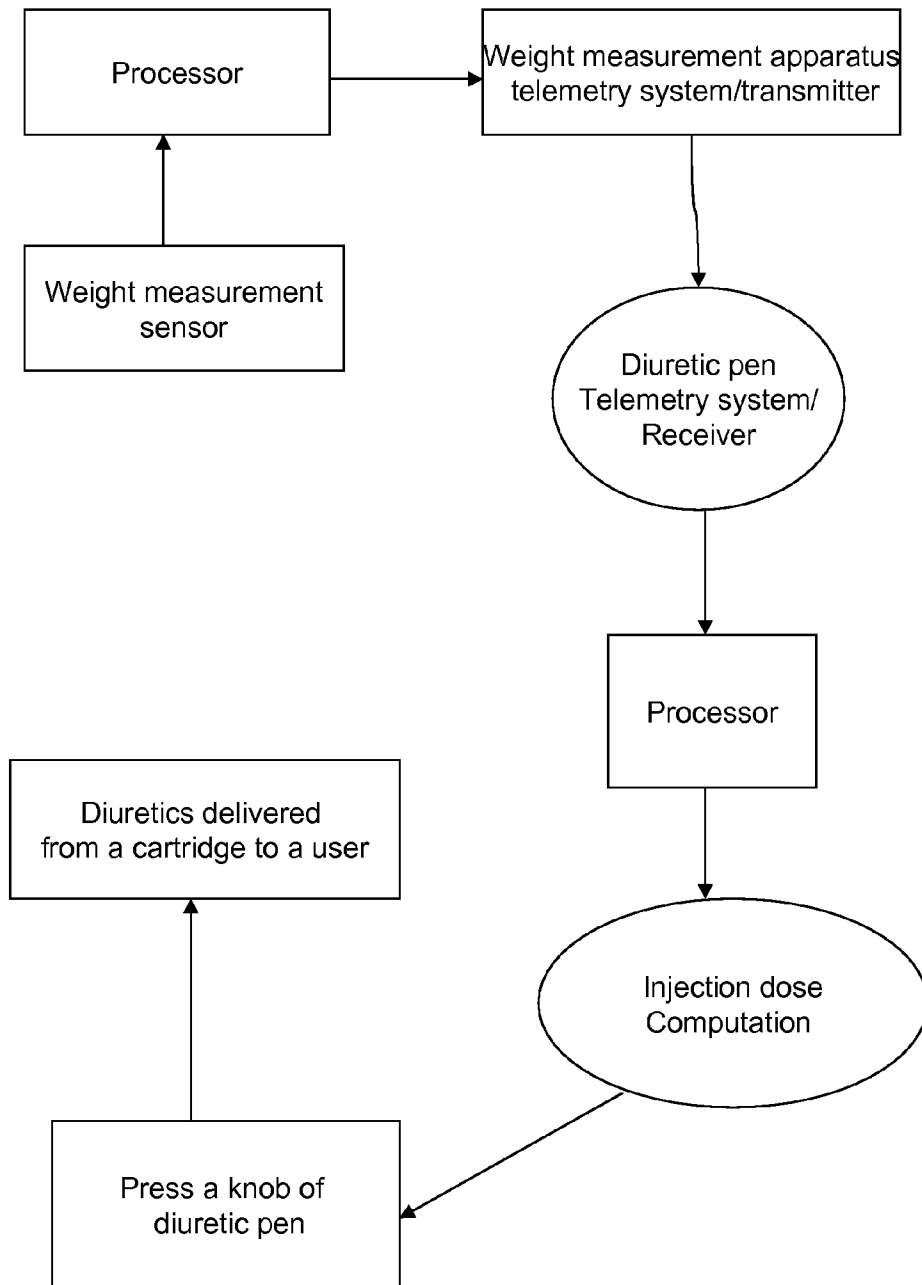 Processor
Weight measurement apparatus
telemetry system/transmitter
Weight measurement
sensor
Diuretic pen
Telemetry system/
Receiver
Processor
Diuretics delivered
from a cartridge to a user
Injection dose
Computation
Press a knob of
diuretic pen